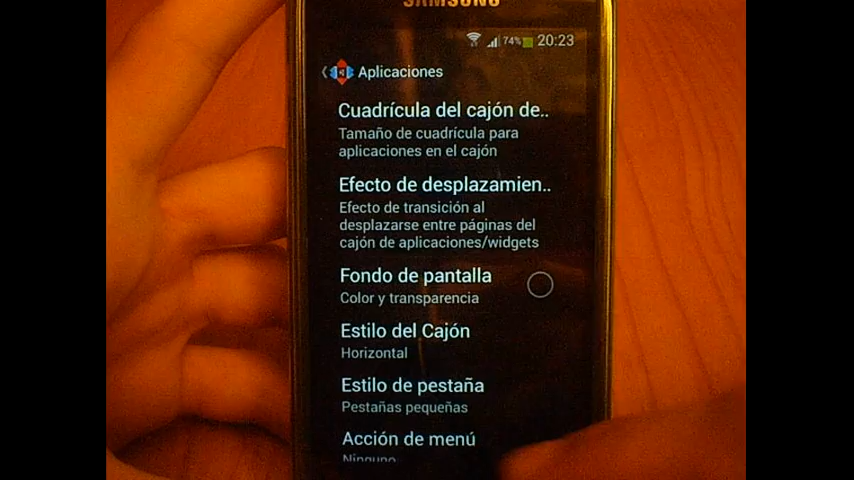 SAMSUNG
74% 20:23
Aplicaciones
Cuadrícula del cajón de..
Tamaño de cuadrícula para
aplicaciones en el cajón
Efecto de desplazamien..
Efecto de transición al
desplazarse entre páginas del
cajón de aplicaciones/widgets
Fondo de pantalla
Color y transparencia
Estilo del Cajón
Horizontal
Estilo de pestaña
Pestañas pequeñas
Acción de menú
Ninguno